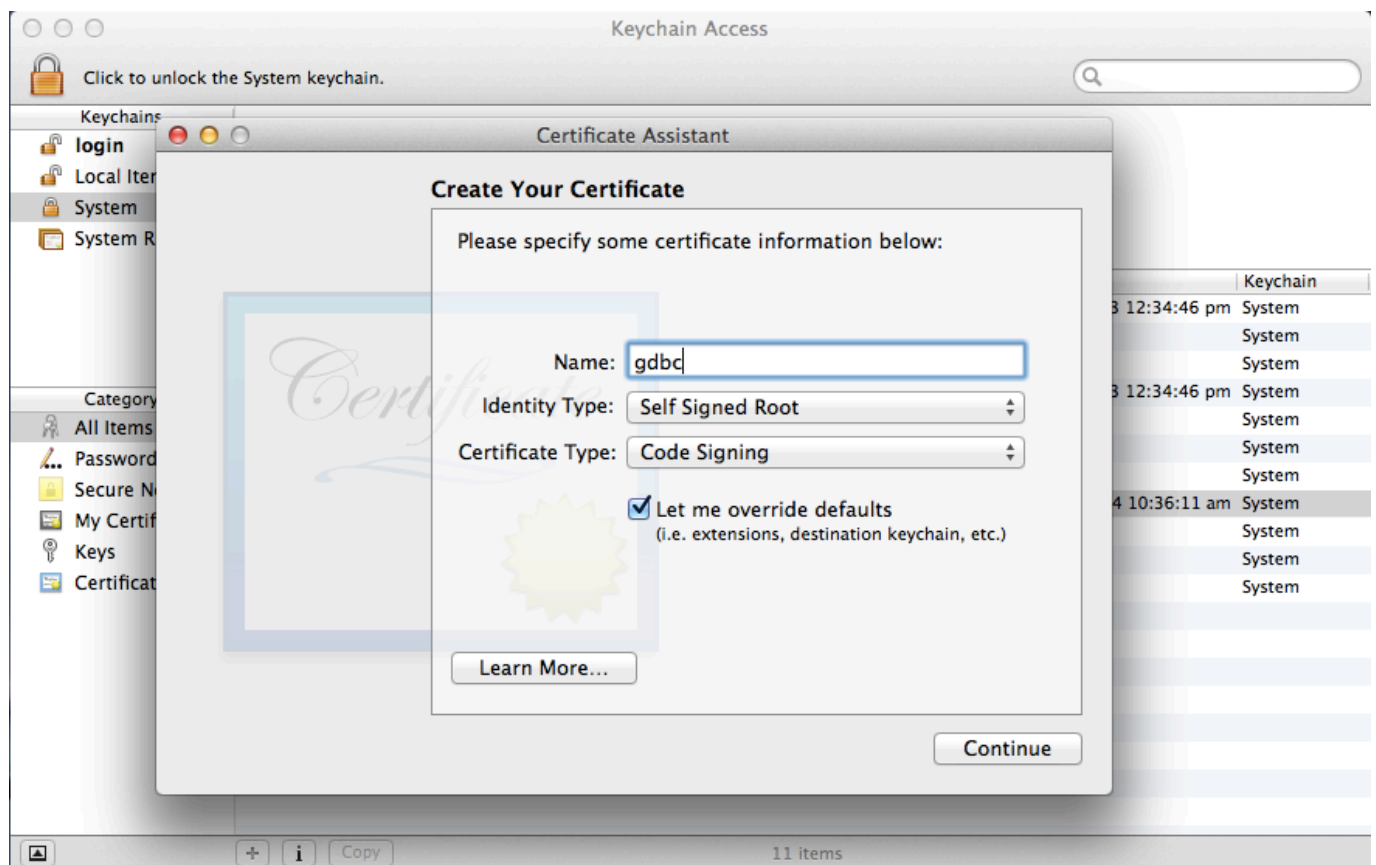 Keychain Access
Click to unlock the System keychain.
Keychains
login
Local Iter
System
System R
Category
All Items
Password
Secure N
My Certif
Keys
Certificat
Certificate Assistant
Create Your Certificate
Please specify some certificate information below:
Certificate
Name: gdbc
Identity Type: Self Signed Root
Certificate Type: Code Signing
Let me override defaults
(i.e. extensions, destination keychain, etc.)
Learn More...
Continue
Keychain
3 12:34:46 pm System
System
System
3 12:34:46 pm System
System
System
System
4 10:36:11 am System
System
System
System
+ i Copy
11 items